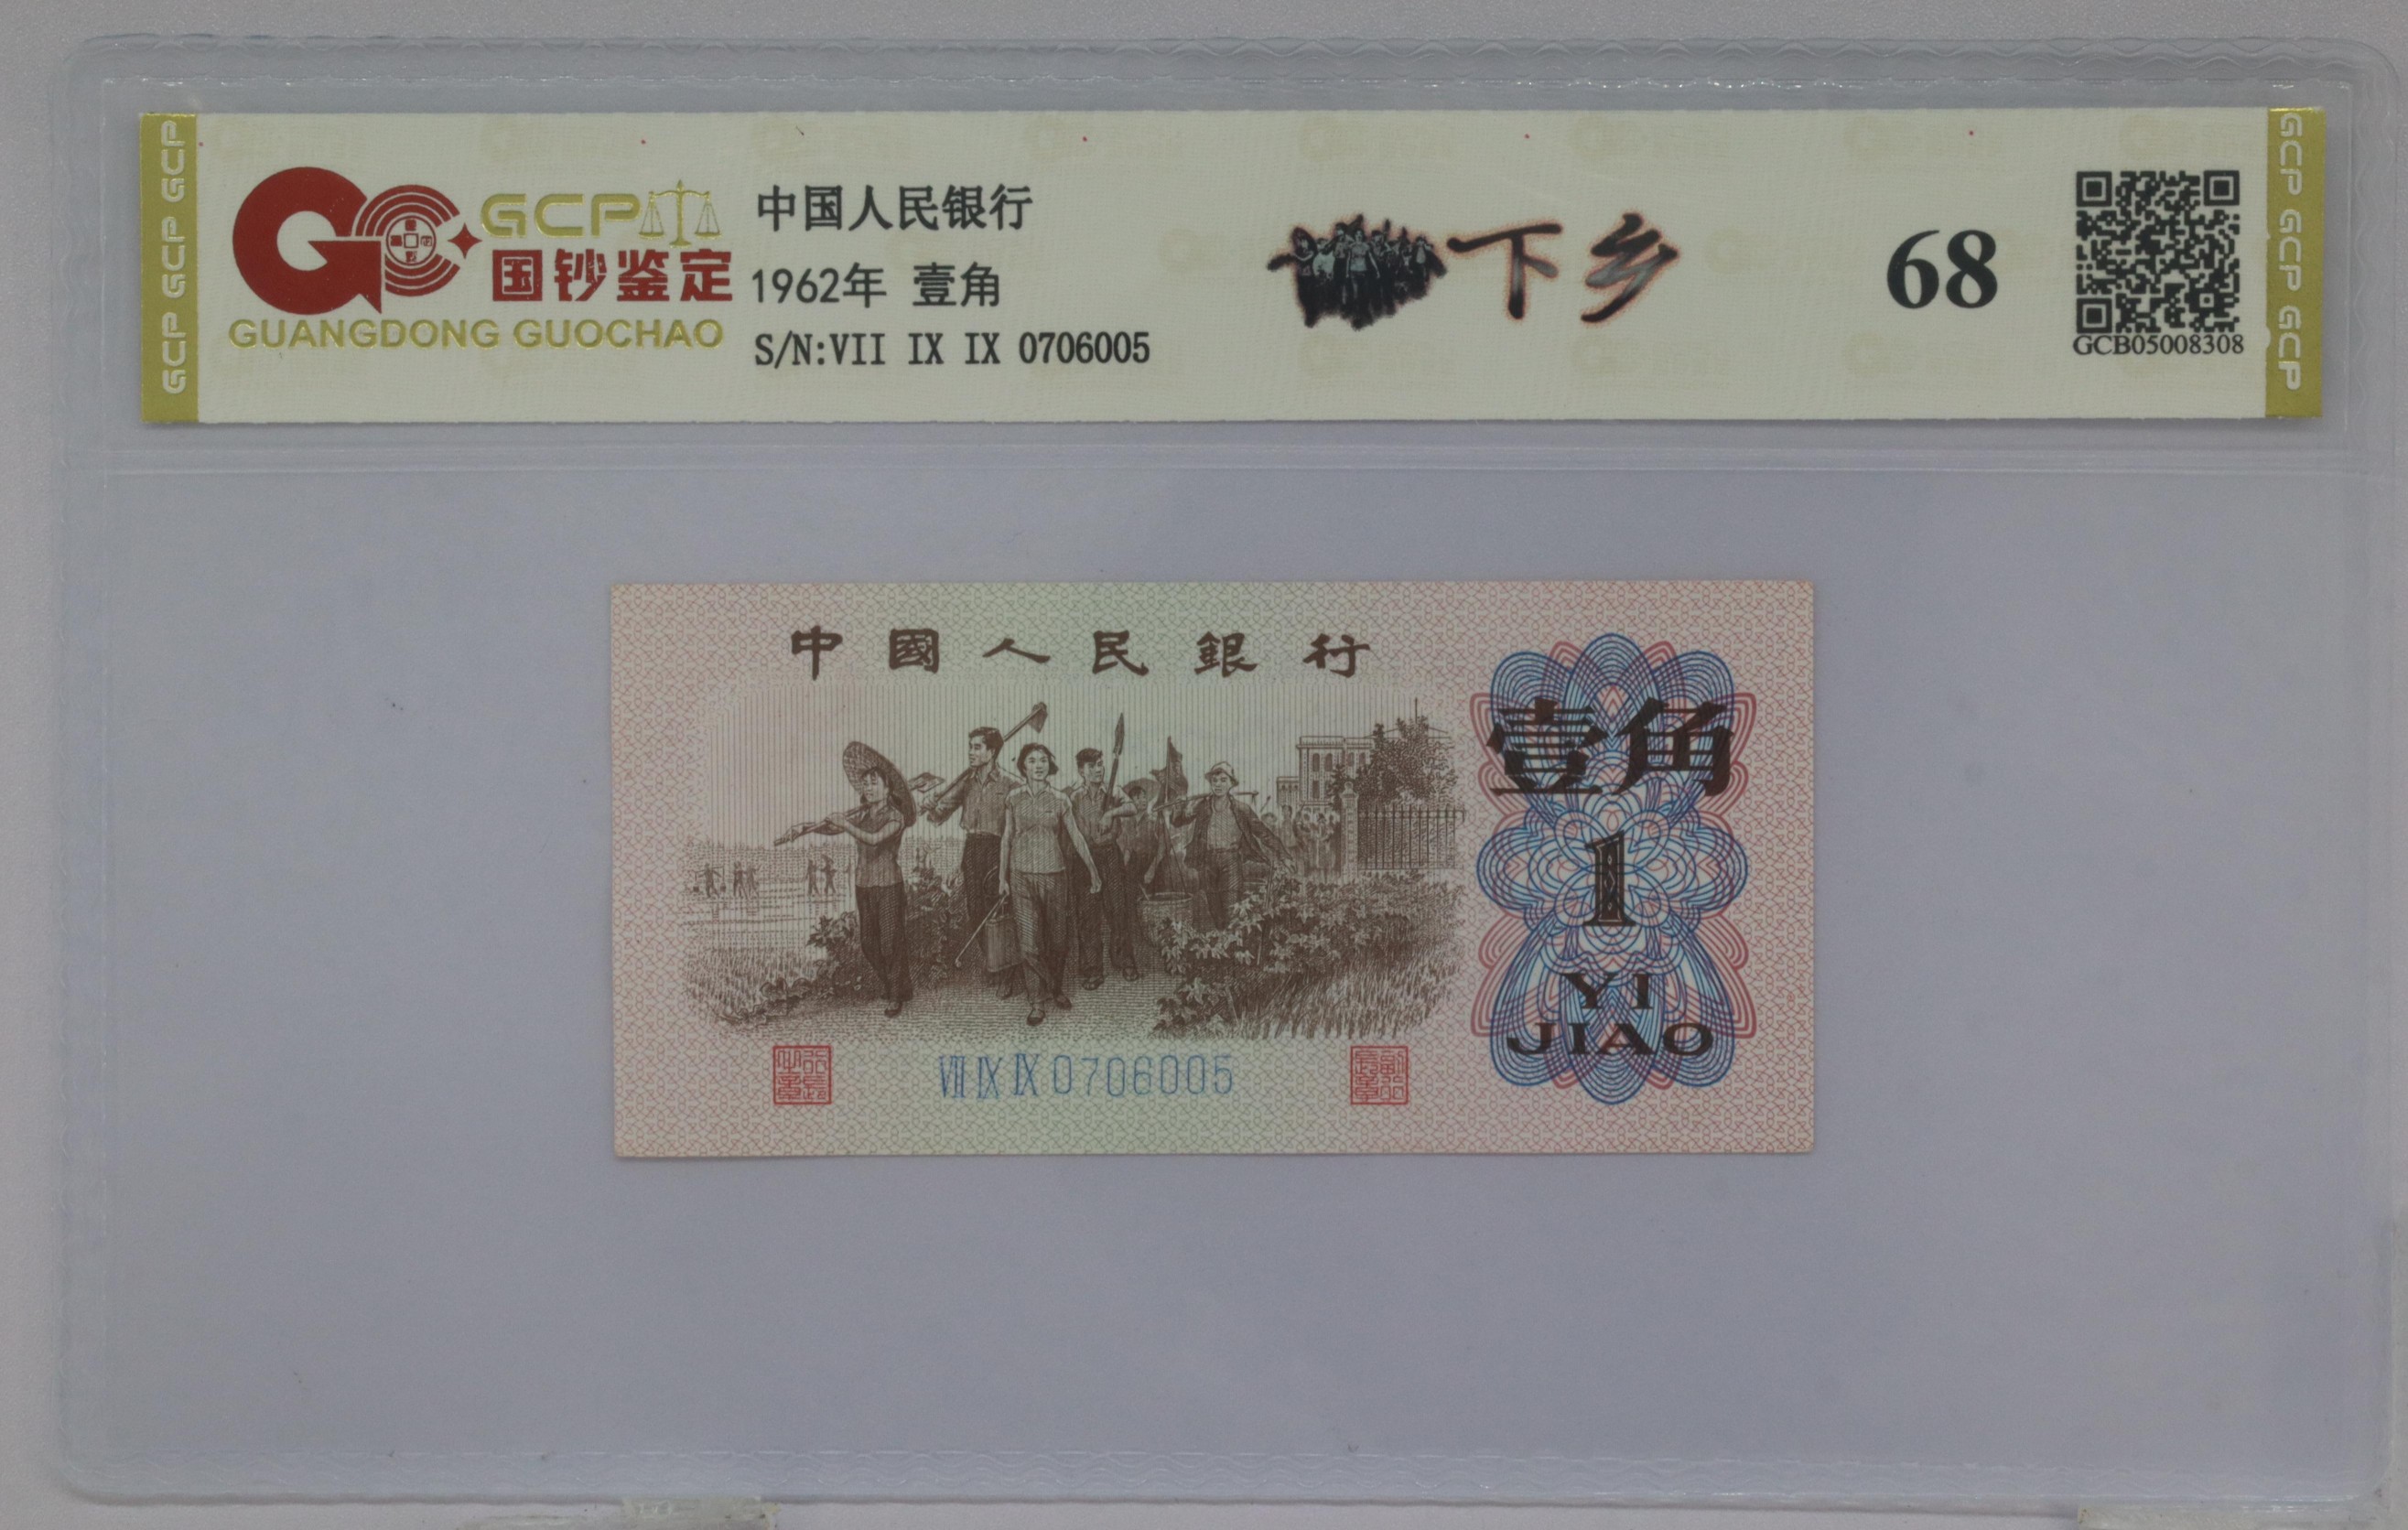 GCP GCP GCP
GCP
国钞鉴定
GUANGDONG GUOCHAO
中国人民银行
1962年 壹角
S/N:VII IX IX 0706005
下乡
68
GCB05008308
GCP GCP GCP
中國人民銀行
壹角
1
YI
JIAO
VII IX IX 0706005